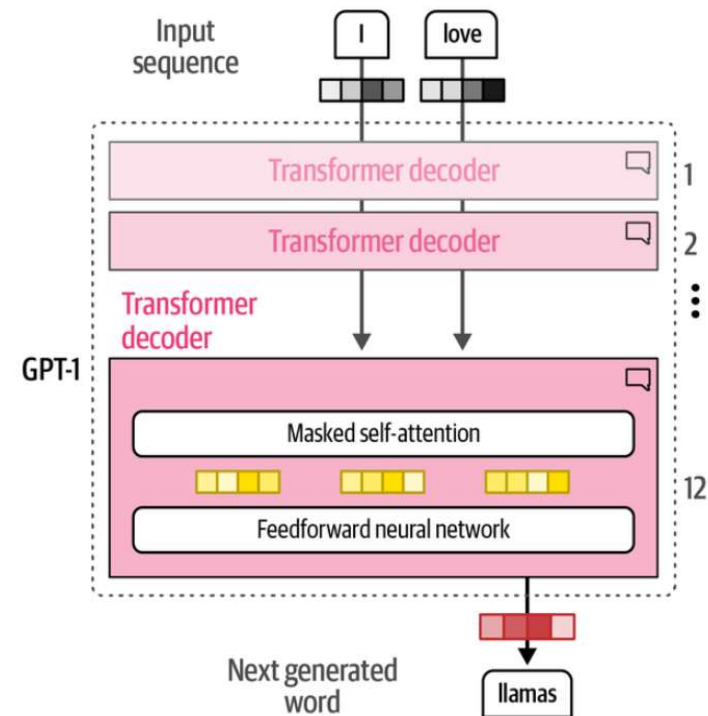 Input
sequence
I
love
Transformer decoder
1
Transformer decoder
2
Transformer
decoder
GPT-1
Masked self-attention
Feedforward neural network
12
Next generated
word
llamas